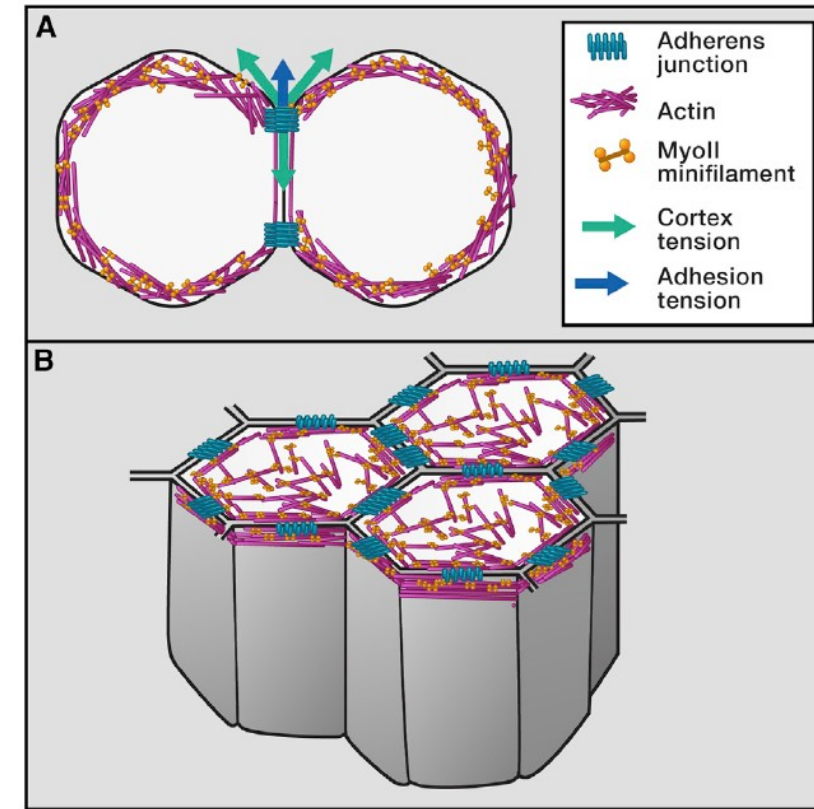 A
Adherens
junction
Actin
MyoII
minifilament
Cortex
tension
Adhesion
tension
B